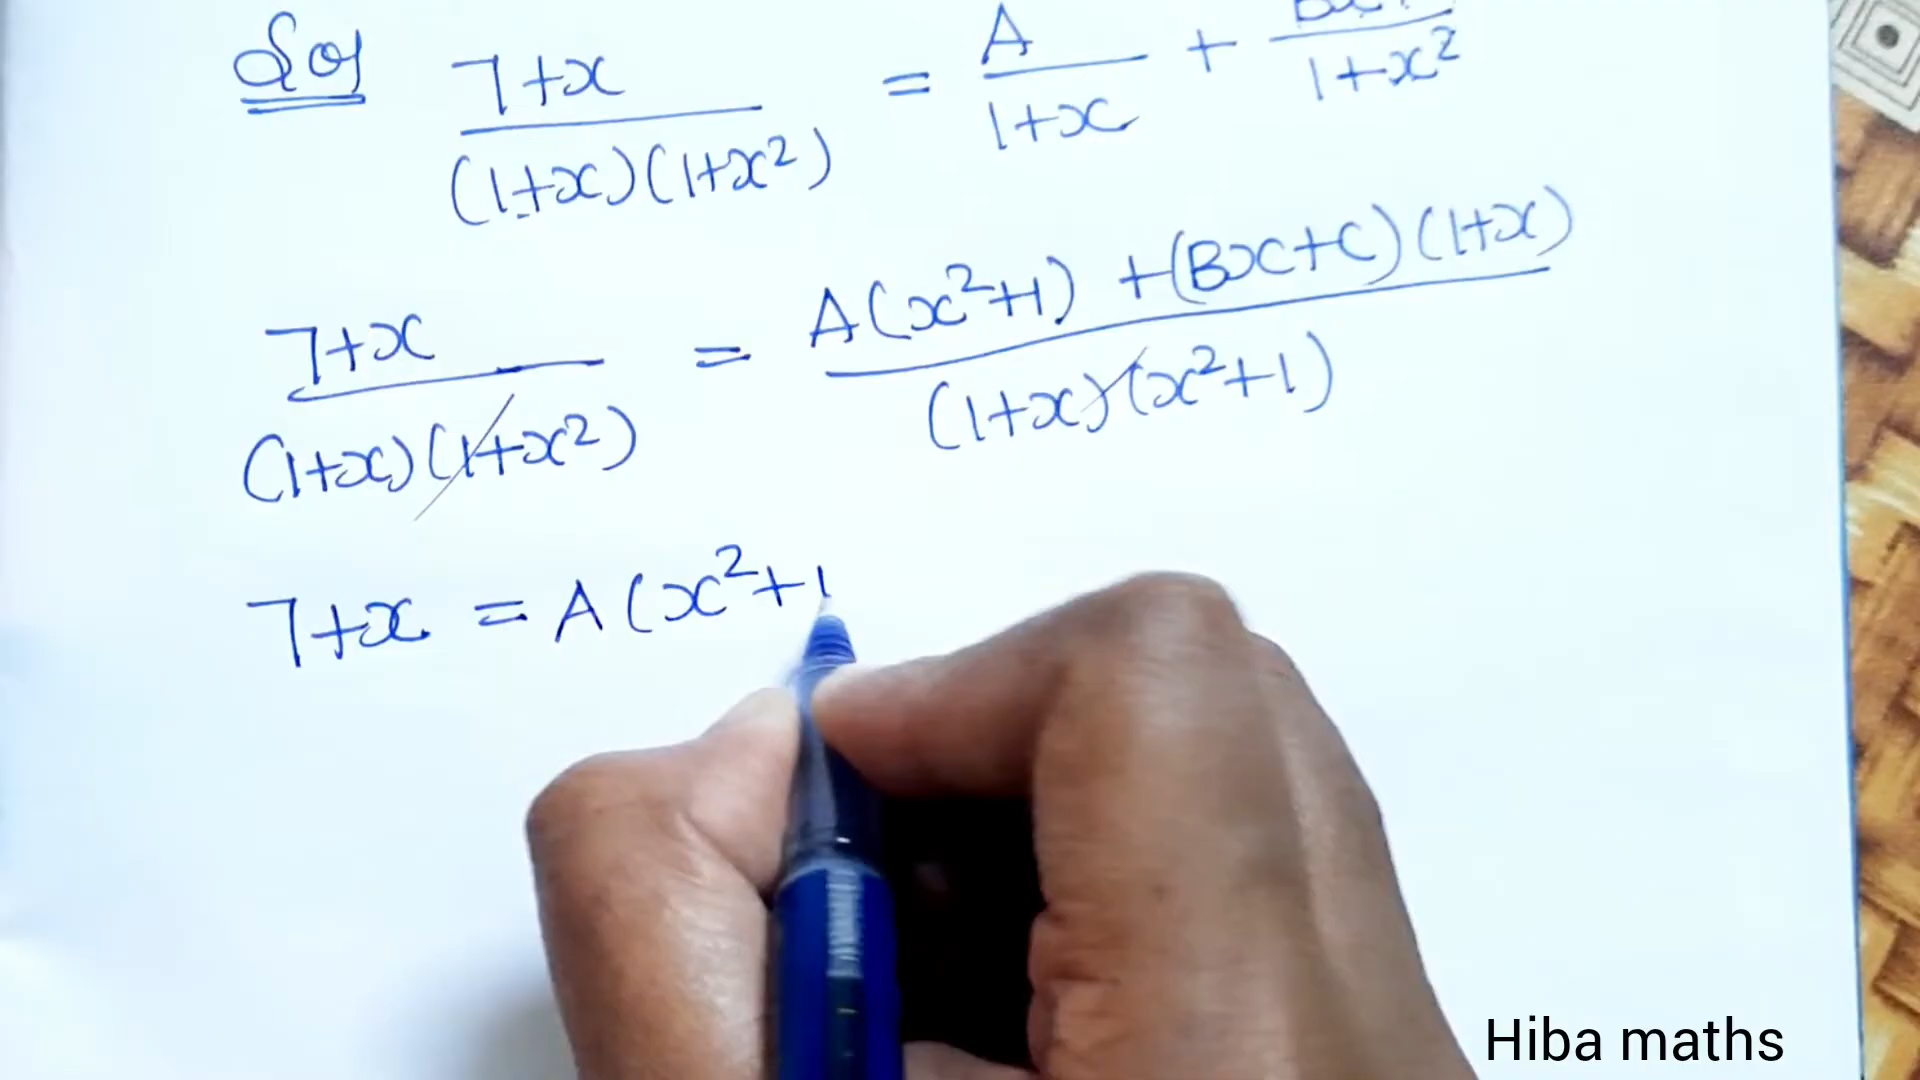 Sol 7+x / (1+x)(1+x²) = A / 1+x + / 1+x²
7+x / (1+x)(1+x²) = A(x²+1) +(Bx+C)(1+x) / (1+x)(x²+1)
7+x = A(x²+1
Hiba maths